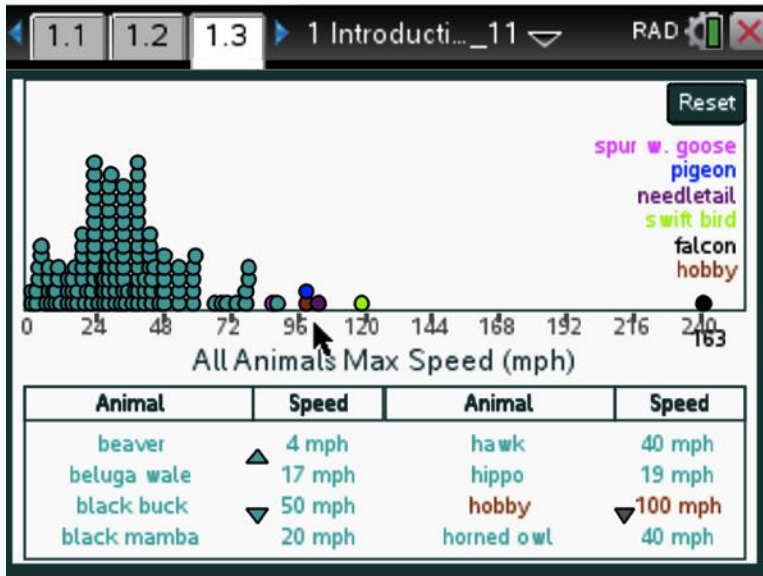 1.1 1.2 1.3 1 Introducti..._11 RAD
Reset
spur w. goose
pigeon
needletail
swift bird
falcon
hobby
0 24 48 72 96 120 144 168 192 216 240
163
All Animals Max Speed (mph)
Animal Speed Animal Speed
beaver 4 mph hawk 40 mph
beluga wale 17 mph hippo 19 mph
black buck 50 mph hobby 100 mph
black mamba 20 mph horned owl 40 mph